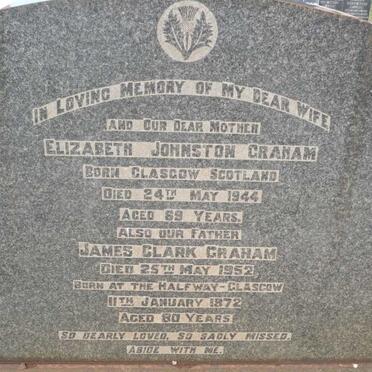 IN LOVING MEMORY OF MY DEAR WIFE
AND OUR DEAR MOTHER
ELIZABETH JOHNSTON GRAHAM
BORN GLASGOW SCOTLAND
DIED 24TH MAY 1944
AGED 69 YEARS.
ALSO OUR FATHER
JAMES CLARK GRAHAM
DIED 25TH MAY 1952
BORN AT THE HALFWAY-GLASGOW
11TH JANUARY 1872
AGED 80 YEARS
SO DEARLY LOVED, SO SADLY MISSED.
ABIDE WITH ME.